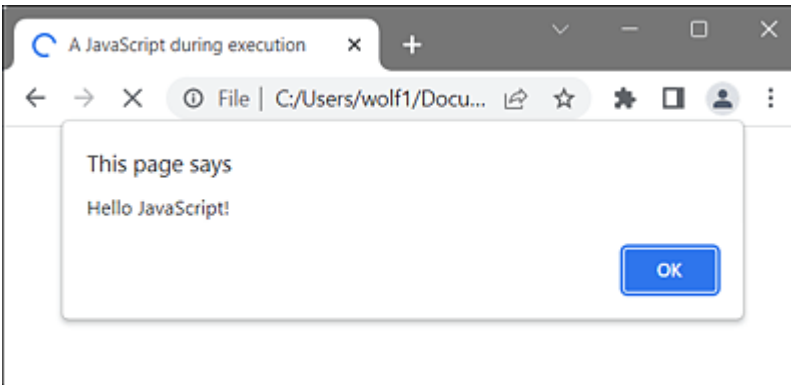 A JavaScript during execution
File | C:/Users/wolf1/Docu...
This page says
Hello JavaScript!
OK